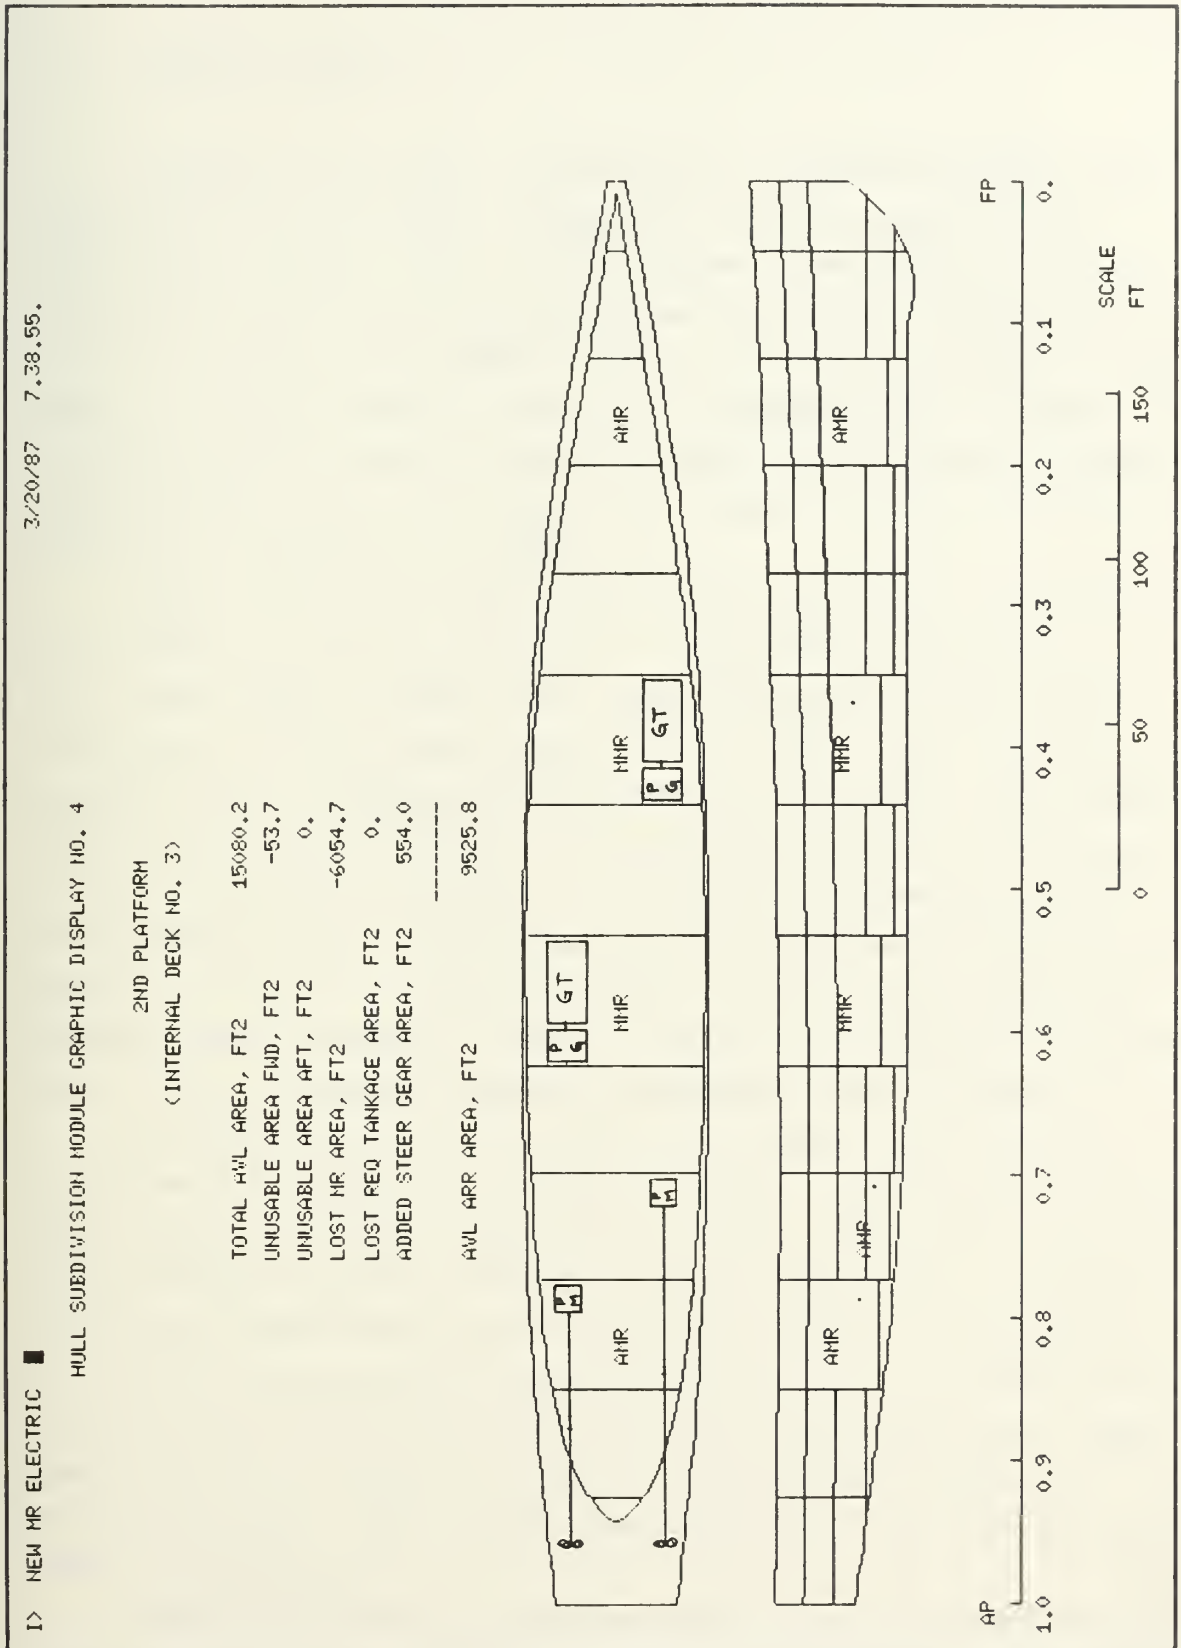 I> NEW MR ELECTRIC 3/20/87 7.38.55.
HULL SUBDIVISION MODULE GRAPHIC DISPLAY NO. 4
2ND PLATFORM
(INTERNAL DECK NO. 3)
TOTAL AVL AREA, FT2 15080.2
UNUSABLE AREA FWD, FT2 -53.7
UNUSABLE AREA AFT, FT2 0.
LOST MR AREA, FT2 -6054.7
LOST REQ TANKAGE AREA, FT2 0.
ADDED STEER GEAR AREA, FT2 554.0
--------
AVL ARR AREA, FT2 9525.8
PM
AMR
PM
PG
GT
MMR
PG
GT
MMR
AMR
AMR
AMR
MMR
MMR
AMR
AP FP
1.0 0.9 0.8 0.7 0.6 0.5 0.4 0.3 0.2 0.1 0.
SCALE
0 50 100 150 FT